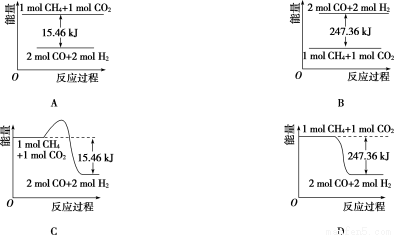 能量
1 mol CH₄+1 mol CO₂
15.46 kJ
2 mol CO+2 mol H₂
O
反应过程
A
能量
2 mol CO+2 mol H₂
247.36 kJ
1 mol CH₄+1 mol CO₂
O
反应过程
B
能量
1 mol CH₄
+1 mol CO₂
15.46 kJ
2 mol CO+2 mol H₂
O
反应过程
C
能量
1 mol CH₄+1 mol CO₂
247.36 kJ
2 mol CO+2 mol H₂
O
反应过程
D